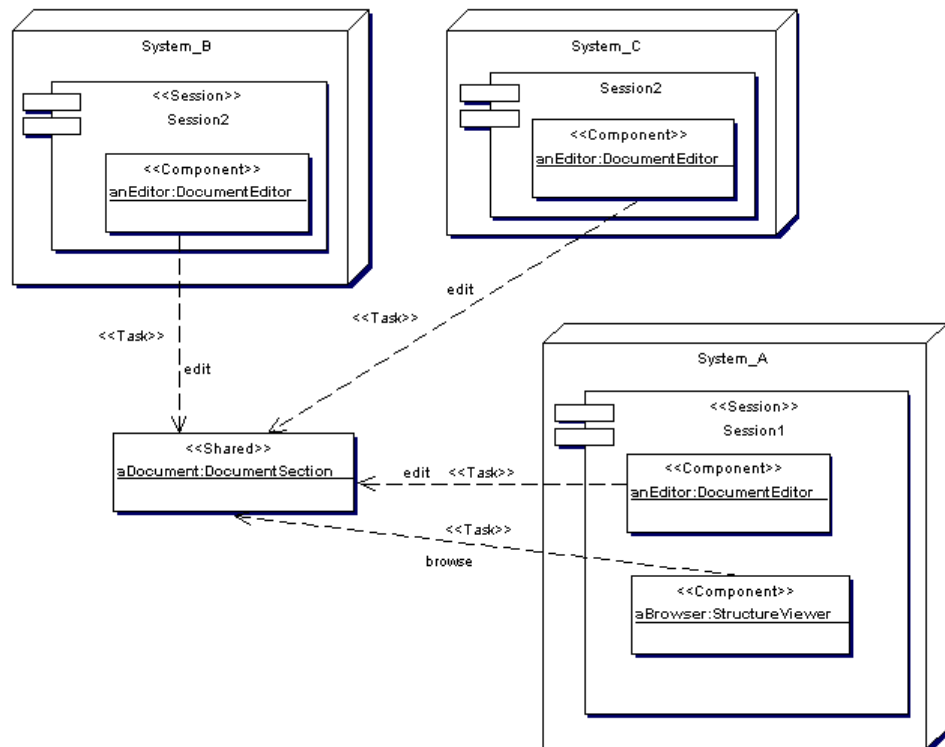 System_B
<<Session>>
Session2
<<Component>>
anEditor:DocumentEditor
System_C
Session2
<<Component>>
anEditor:DocumentEditor
edit
<<Task>>
<<Task>>
edit
System_A
<<Session>>
Session1
<<Component>>
anEditor:DocumentEditor
<<Component>>
aBrowser:StructureViewer
<<Shared>>
aDocument:DocumentSection
edit
<<Task>>
<<Task>>
browse